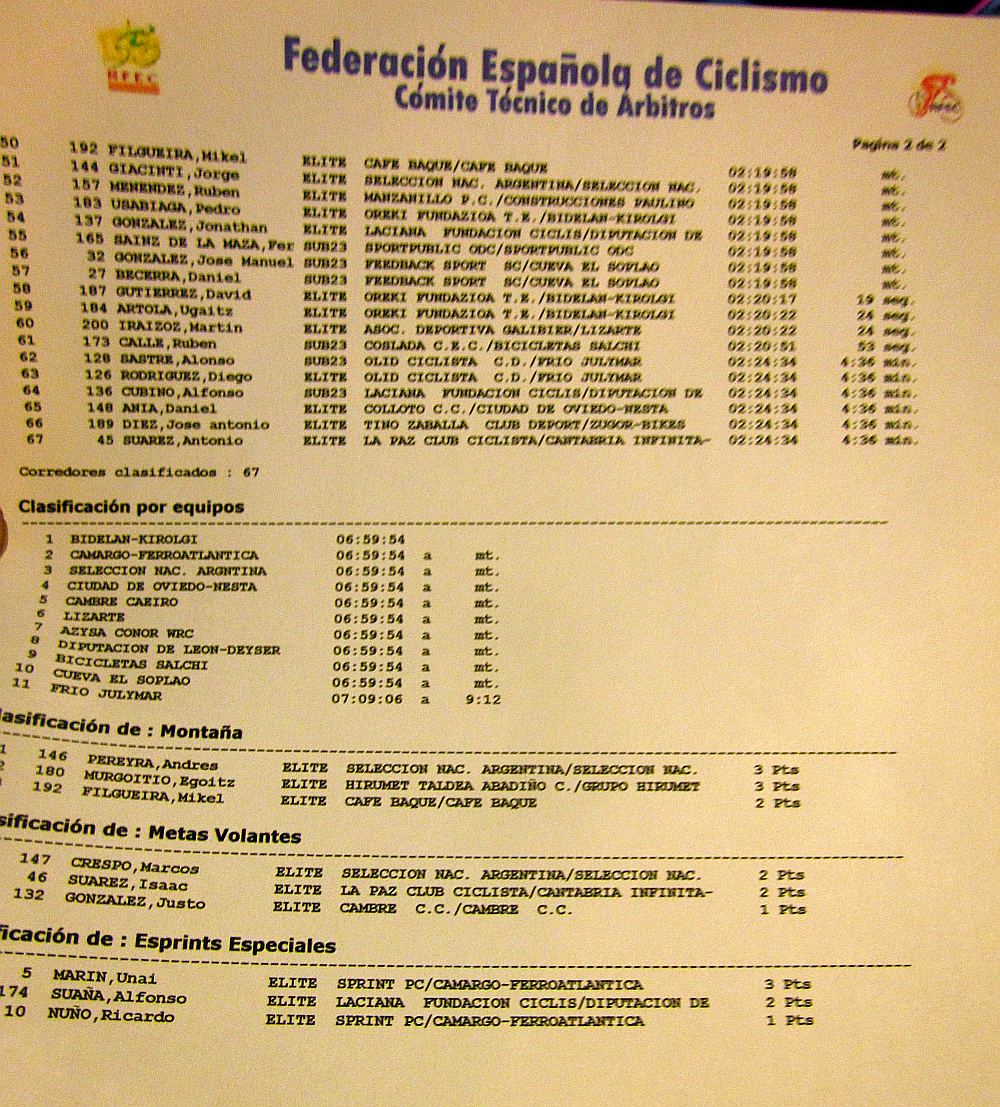 Federación Española de Ciclismo
Cómite Técnico de Árbitros
Pagina 2 de 2
50 192 FILGUEIRA,Mikel ELITE CAFE BAQUE/CAFE BAQUE 02:19:58 mt.
51 144 GIACINTI,Jorge ELITE SELECCION NAC. ARGENTINA/SELECCION NAC. 02:19:58 mt.
52 157 MENENDEZ,Ruben ELITE MANZANILLO P.C./CONSTRUCCIONES PAULINO 02:19:58 mt.
53 183 USABIAGA,Pedro ELITE OREKI FUNDAZIOA T.E./BIDELAN-KIROLGI 02:19:58 mt.
54 137 GONZALEZ,Jonathan ELITE LACIANA FUNDACION CICLIS/DIPUTACION DE 02:19:58 mt.
55 165 SAINZ DE LA MAZA,Fer SUB23 SPORTPUBLIC ODC/SPORTPUBLIC ODC 02:19:58 mt.
56 32 GONZALEZ,Jose Manuel SUB23 FEEDBACK SPORT SC/CUEVA EL SOPLAO 02:19:58 mt.
57 27 BECERRA,Daniel SUB23 FEEDBACK SPORT SC/CUEVA EL SOPLAO 02:19:58 mt.
58 187 GUTIERREZ,David ELITE OREKI FUNDAZIOA T.E./BIDELAN-KIROLGI 02:20:17 19 seg.
59 184 ARTOLA,Ugaitz ELITE OREKI FUNDAZIOA T.E./BIDELAN-KIROLGI 02:20:22 24 seg.
60 200 IRAIZOZ,Martin ELITE ASOC. DEPORTIVA GALIBIER/LIZARTE 02:20:22 24 seg.
61 173 CALLE,Ruben SUB23 COSLADA C.E.C./BICICLETAS SALCHI 02:20:51 53 seg.
62 128 SASTRE,Alonso SUB23 OLID CICLISTA C.D./FRIO JULYMAR 02:24:34 4:36 min.
63 126 RODRIGUEZ,Diego ELITE OLID CICLISTA C.D./FRIO JULYMAR 02:24:34 4:36 min.
64 136 CUBINO,Alfonso SUB23 LACIANA FUNDACION CICLIS/DIPUTACION DE 02:24:34 4:36 min.
65 148 ANIA,Daniel ELITE COLLOTO C.C./CIUDAD DE OVIEDO-NESTA 02:24:34 4:36 min.
66 189 DIEZ,Jose antonio ELITE TINO ZABALLA CLUB DEPORT/ZUGOR-BIKES 02:24:34 4:36 min.
67 45 SUAREZ,Antonio ELITE LA PAZ CLUB CICLISTA/CANTABRIA INFINITA- 02:24:34 4:36 min.
Corredores clasificados : 67
Clasificación por equipos
1 BIDELAN-KIROLGI 06:59:54
2 CAMARGO-FERROATLANTICA 06:59:54 a mt.
3 SELECCION NAC. ARGNTINA 06:59:54 a mt.
4 CIUDAD DE OVIEDO-NESTA 06:59:54 a mt.
5 CAMBRE CAEIRO 06:59:54 a mt.
6 LIZARTE 06:59:54 a mt.
7 AZYSA CONOR WRC 06:59:54 a mt.
8 DIPUTACION DE LEON-DEYSER 06:59:54 a mt.
9 BICICLETAS SALCHI 06:59:54 a mt.
10 CUEVA EL SOPLAO 06:59:54 a mt.
11 FRIO JULYMAR 07:09:06 a 9:12
lasificación de : Montaña
1 146 PEREYRA,Andres ELITE SELECCION NAC. ARGENTINA/SELECCION NAC. 3 Pts
2 180 MURGOITIO,Egoitz ELITE HIRUMET TALDEA ABADIÑO C./GRUPO HIRUMET 3 Pts
3 192 FILGUEIRA,Mikel ELITE CAFE BAQUE/CAFE BAQUE 2 Pts
sificación de : Metas Volantes
147 CRESPO,Marcos ELITE SELECCION NAC. ARGENTINA/SELECCION NAC. 2 Pts
46 SUAREZ,Isaac ELITE LA PAZ CLUB CICLISTA/CANTABRIA INFINITA- 2 Pts
132 GONZALEZ,Justo ELITE CAMBRE C.C./CAMBRE C.C. 1 Pts
ficación de : Esprints Especiales
5 MARIN,Unai ELITE SPRINT PC/CAMARGO-FERROATLANTICA 3 Pts
174 SUAÑA,Alfonso ELITE LACIANA FUNDACION CICLIS/DIPUTACION DE 2 Pts
10 NUÑO,Ricardo ELITE SPRINT PC/CAMARGO-FERROATLANTICA 1 Pts